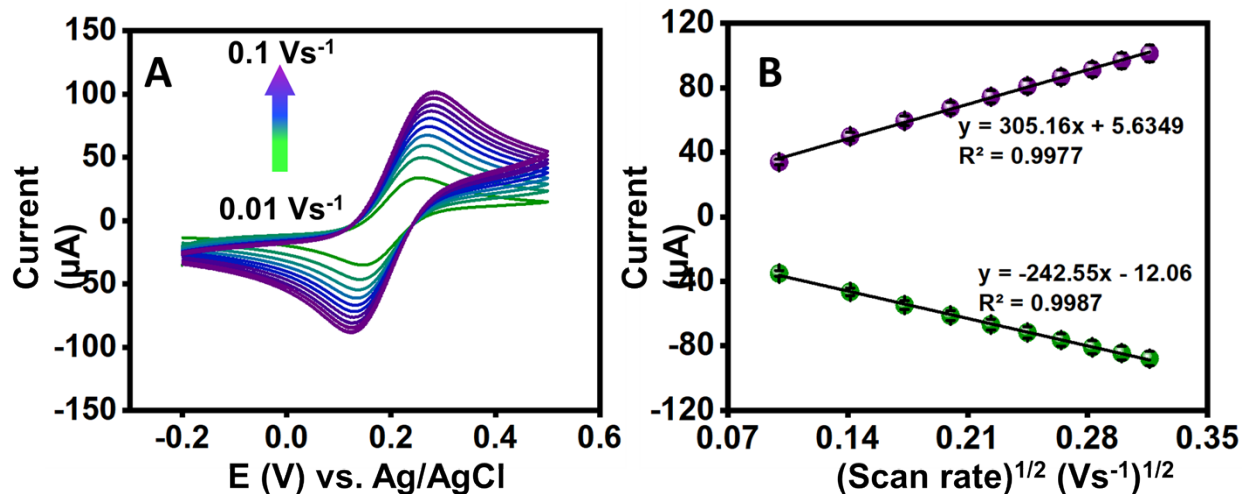 A
0.1 Vs⁻¹
0.01 Vs⁻¹
150
100
50
0
-50
-100
-150
Current
(µA)
-0.2 0.0 0.2 0.4 0.6
E (V) vs. Ag/AgCl
B
120
80
40
0
-40
-80
-120
Current
(µA)
y = 305.16x + 5.6349
R² = 0.9977
y = -242.55x - 12.06
R² = 0.9987
0.07 0.14 0.21 0.28 0.35
(Scan rate)¹/² (Vs⁻¹)¹/²